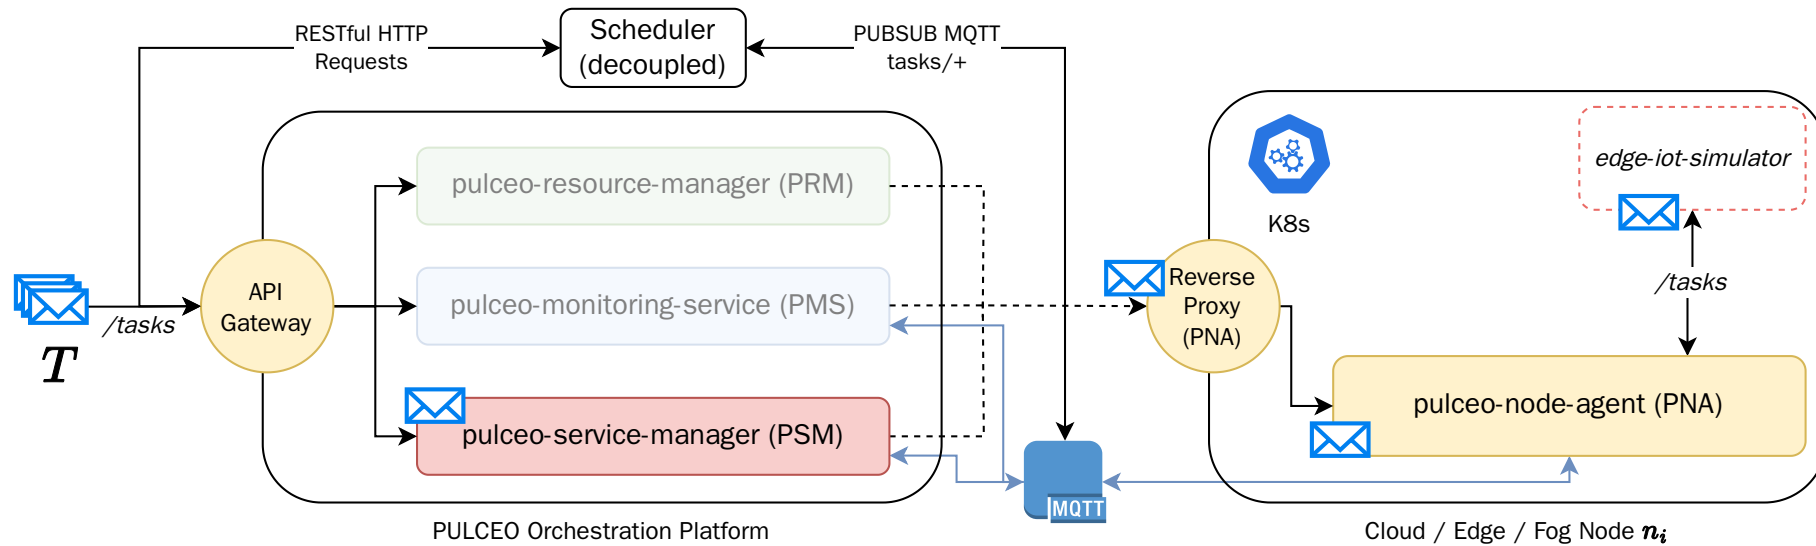 RESTful HTTP
Requests
Scheduler
(decoupled)
PUBSUB MQTT
tasks/+
pulceo-resource-manager (PRM)
pulceo-monitoring-service (PMS)
pulceo-service-manager (PSM)
API
Gateway
/tasks
T
PULCEO Orchestration Platform
MQTT
K8s
edge-iot-simulator
Reverse
Proxy
(PNA)
/tasks
pulceo-node-agent (PNA)
Cloud / Edge / Fog Node n_i